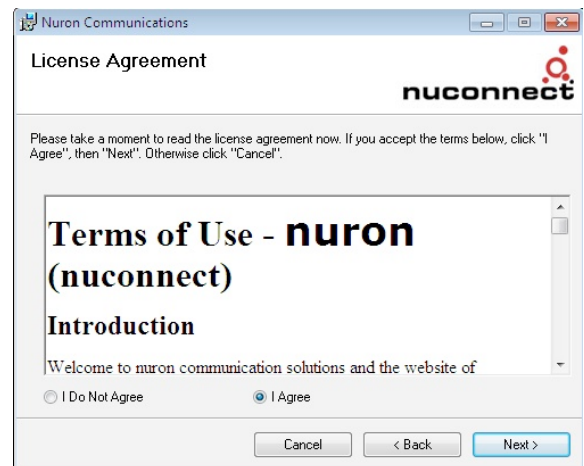 Nuron Communications
License Agreement
nuconnect
Please take a moment to read the license agreement now. If you accept the terms below, click "I
Agree", then "Next". Otherwise click "Cancel".
Terms of Use - nuron
(nuconnect)
Introduction
Welcome to nuron communication solutions and the website of
I Do Not Agree
I Agree
Cancel
< Back
Next >